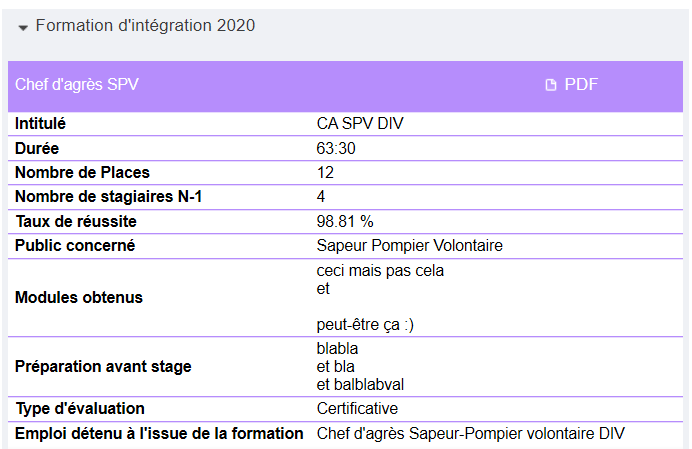 Formation d'intégration 2020
Chef d'agrès SPV PDF
Intitulé CA SPV DIV
Durée 63:30
Nombre de Places 12
Nombre de stagiaires N-1 4
Taux de réussite 98.81 %
Public concerné Sapeur Pompier Volontaire
Modules obtenus ceci mais pas cela
et
peut-être ça :)
Préparation avant stage blabla
et bla
et balblabval
Type d'évaluation Certificative
Emploi détenu à l'issue de la formation Chef d'agrès Sapeur-Pompier volontaire DIV